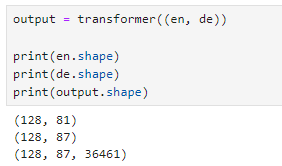 output = transformer((en, de))
print(en.shape)
print(de.shape)
print(output.shape)
(128, 81)
(128, 87)
(128, 87, 36461)